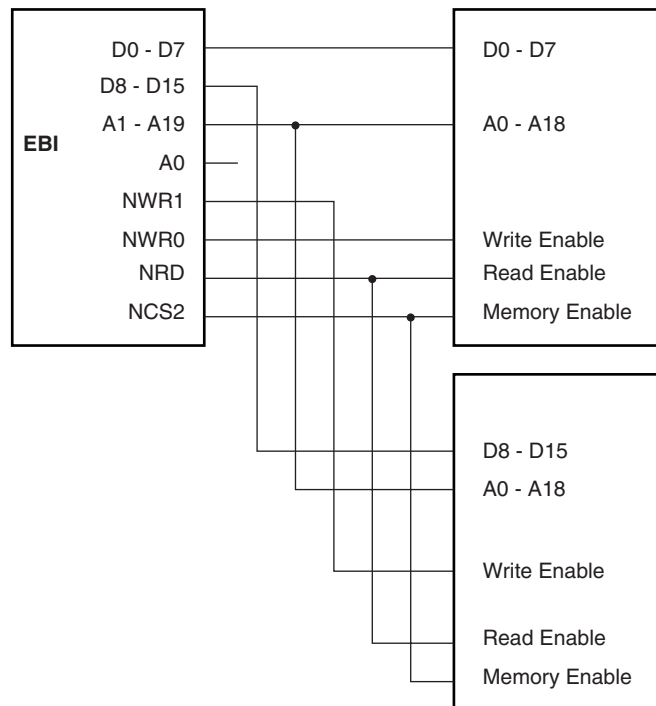 D0 - D7
D8 - D15
A1 - A19
EBI
A0
NWR1
NWR0
NRD
NCS2
D0 - D7
A0 - A18
Write Enable
Read Enable
Memory Enable
D8 - D15
A0 - A18
Write Enable
Read Enable
Memory Enable